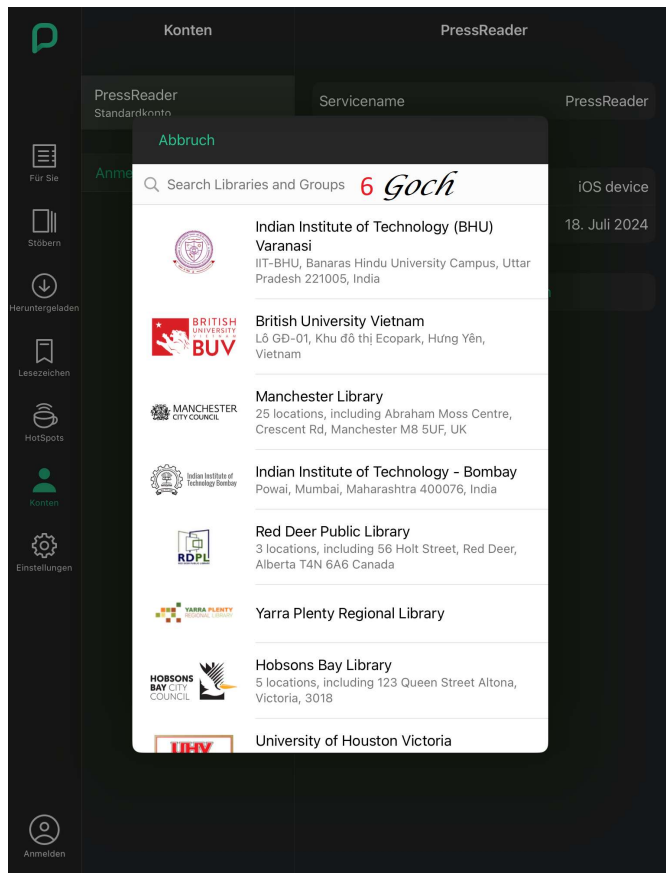 Konten
PressReader
PressReader
Standardkonto
Servicename
PressReader
Abbruch
Anme
Search Libraries and Groups 6 Goch
iOS device
18. Juli 2024
Für Sie
Stöbern
Heruntergeladen
Lesezeichen
HotSpots
Konten
Einstellungen
Anmelden
Indian Institute of Technology (BHU)
Varanasi
IIT-BHU, Banaras Hindu University Campus, Uttar
Pradesh 221005, India
BRITISH
UNIVERSITY
VIETNAM
BUV
British University Vietnam
Lô GĐ-01, Khu đô thị Ecopark, Hưng Yên,
Vietnam
MANCHESTER
CITY COUNCIL
Manchester Library
25 locations, including Abraham Moss Centre,
Crescent Rd, Manchester M8 5UF, UK
Indian Institute of
Technology Bombay
Indian Institute of Technology - Bombay
Powai, Mumbai, Maharashtra 400076, India
RDPL
Red Deer Public Library
3 locations, including 56 Holt Street, Red Deer,
Alberta T4N 6A6 Canada
YARRA PLENTY
REGIONAL LIBRARY
Yarra Plenty Regional Library
HOBSONS
BAY CITY
COUNCIL
Hobsons Bay Library
5 locations, including 123 Queen Street Altona,
Victoria, 3018
UHV
University of Houston Victoria